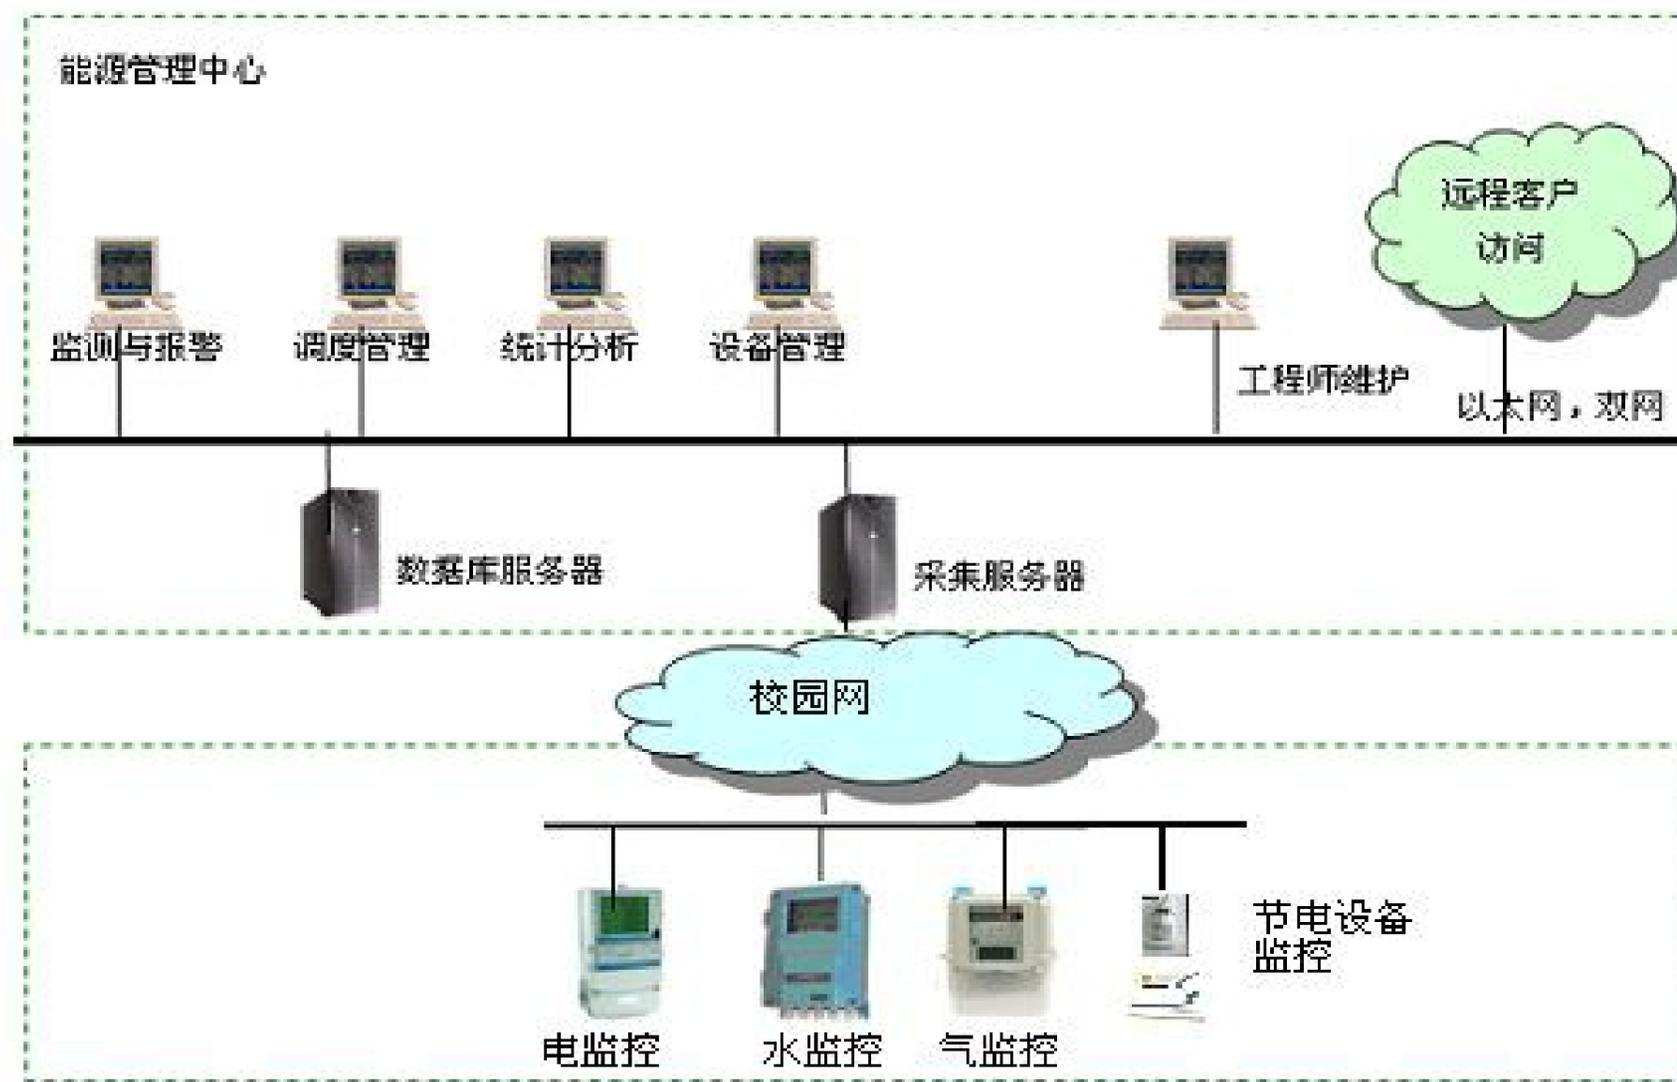 能源管理中心
远程客户
访问
监测与报警
调度管理
统计分析
设备管理
工程师维护
以太网，双网
数据库服务器
采集服务器
校园网
节电设备
监控
电监控
水监控
气监控